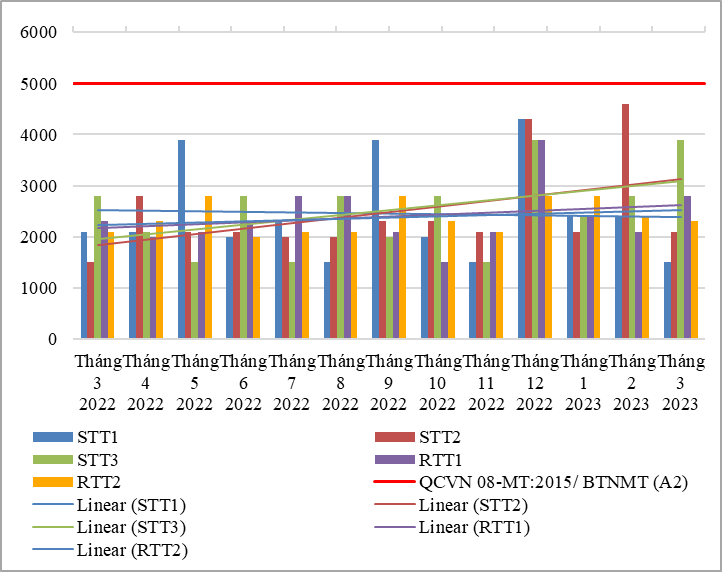 6000
5000
4000
3000
2000
1000
0
Tháng Tháng Tháng Tháng Tháng Tháng Tháng Tháng Tháng Tháng Tháng Tháng Tháng
3 4 5 6 7 8 9 10 11 12 1 2 3
2022 2022 2022 2022 2022 2022 2022 2022 2022 2022 2023 2023 2023
STT1 STT2
STT3 RTT1
RTT2 QCVN 08-MT:2015/ BTNMT (A2)
Linear (STT1) Linear (STT2)
Linear (STT3) Linear (RTT1)
Linear (RTT2)